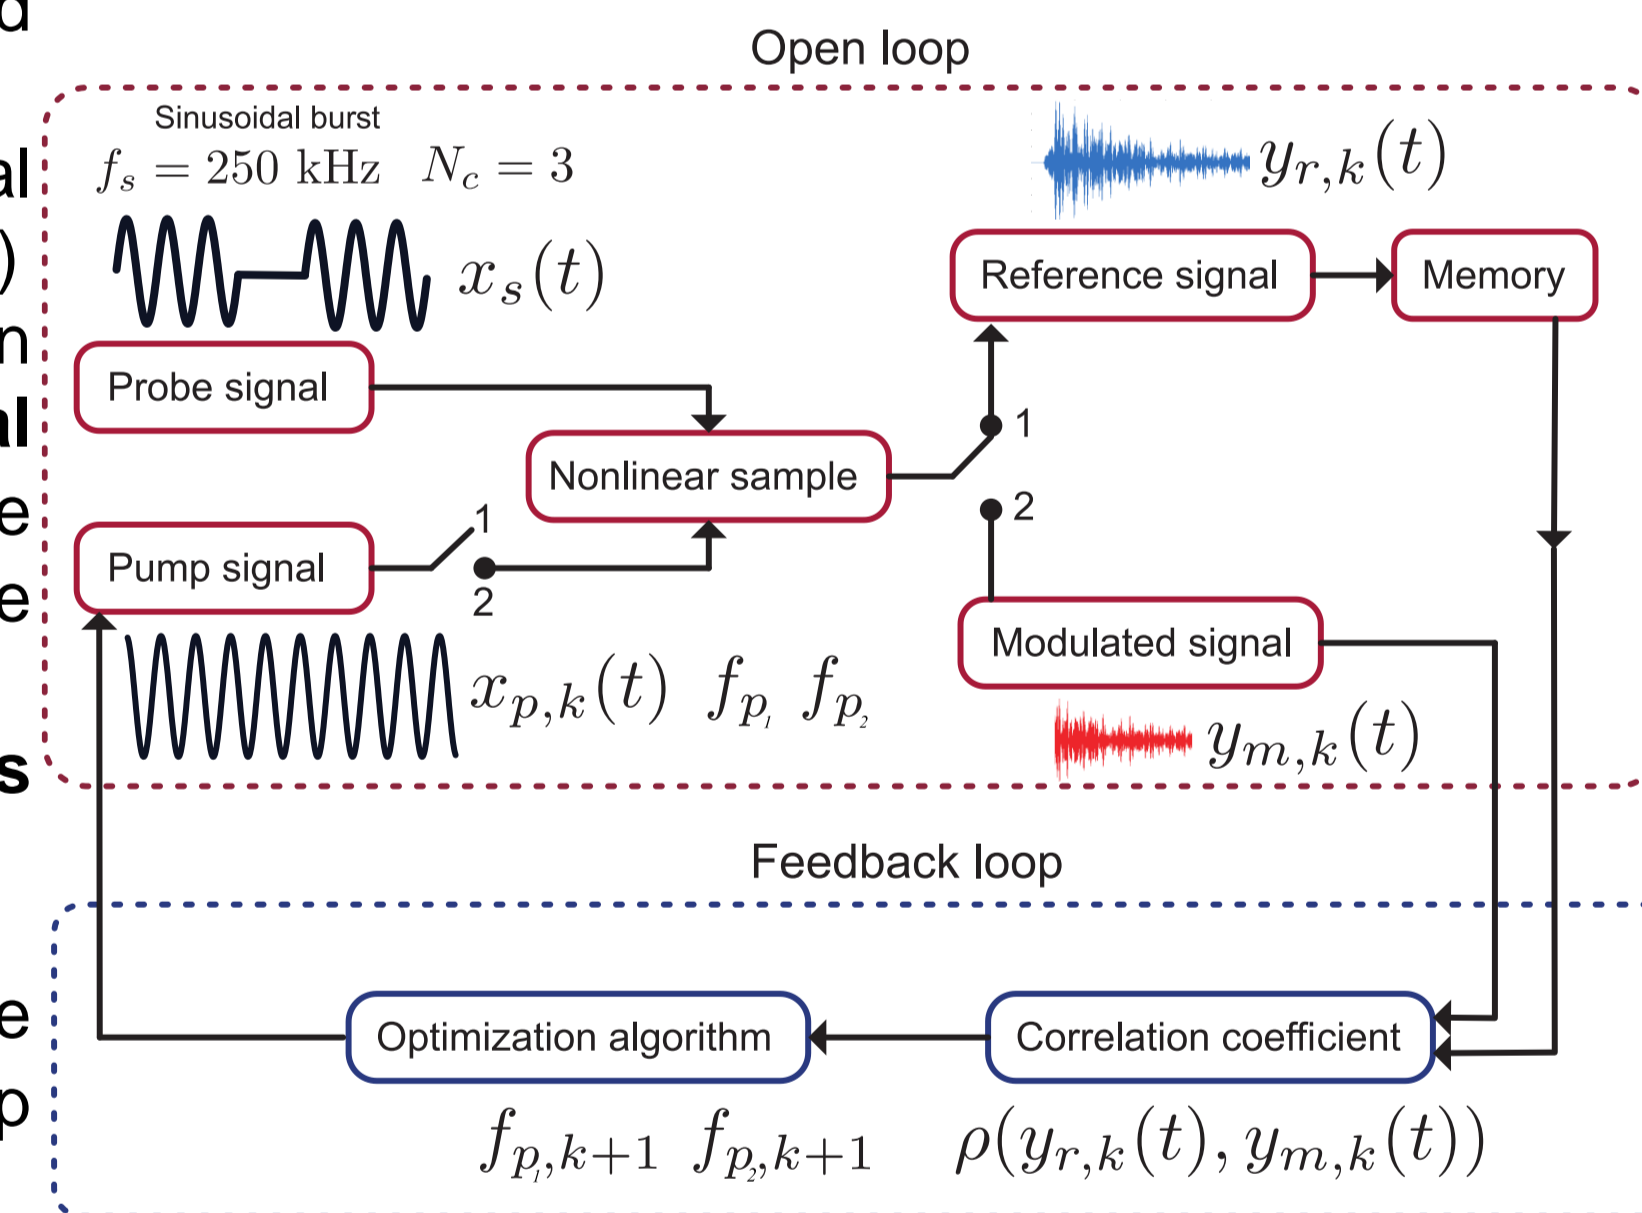 d
al
)
n
al
e
e
s
e
p
Open loop
Sinusoidal burst
f_s = 250 kHz N_c = 3
x_s(t)
y_{r,k}(t)
Reference signal
Memory
Probe signal
1
Nonlinear sample
2
1
Pump signal
2
Modulated signal
x_{p,k}(t) f_{p_1} f_{p_2}
y_{m,k}(t)
Feedback loop
Optimization algorithm
Correlation coefficient
f_{p_1,k+1} f_{p_2,k+1}
ρ(y_{r,k}(t), y_{m,k}(t))